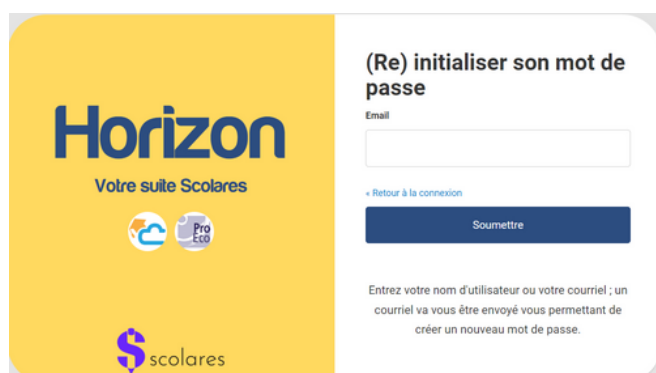 Horizon
Votre suite Scolares
Pro
Eco
scolares
(Re) initialiser son mot de
passe
Email
« Retour à la connexion
Soumettre
Entrez votre nom d'utilisateur ou votre courriel ; un
courriel va vous être envoyé vous permettant de
créer un nouveau mot de passe.